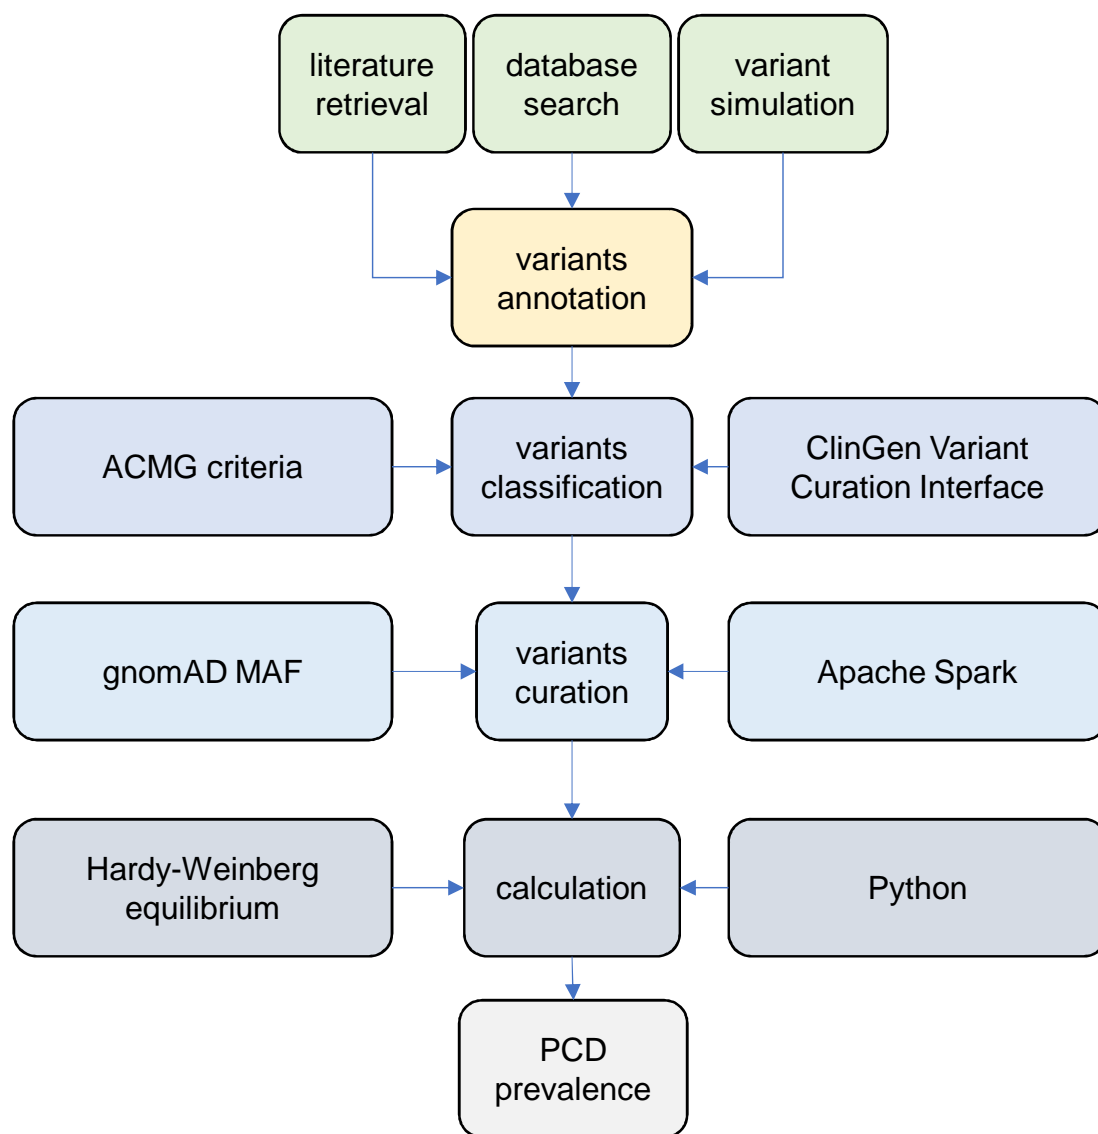 literature
retrieval
database
search
variant
simulation
variants
annotation
ACMG criteria
variants
classification
ClinGen Variant
Curation Interface
gnomAD MAF
variants
curation
Apache Spark
Hardy-Weinberg
equilibrium
calculation
Python
PCD
prevalence